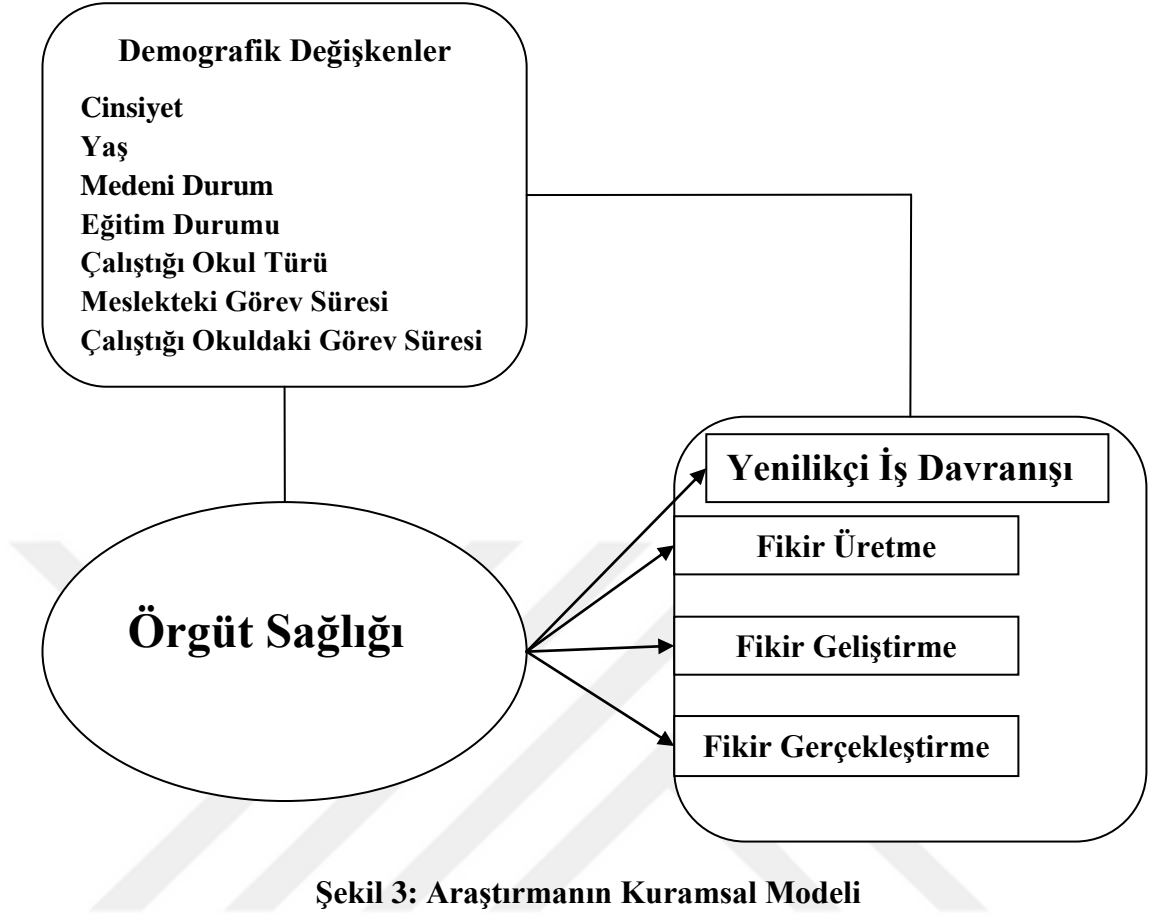 Demografik Değişkenler
Cinsiyet
Yaş
Medeni Durum
Eğitim Durumu
Çalıştığı Okul Türü
Meslekteki Görev Süresi
Çalıştığı Okuldaki Görev Süresi
Örgüt Sağlığı
Yenilikçi İş Davranışı
Fikir Üretme
Fikir Geliştirme
Fikir Gerçekleştirme
Şekil 3: Araştırmanın Kuramsal Modeli